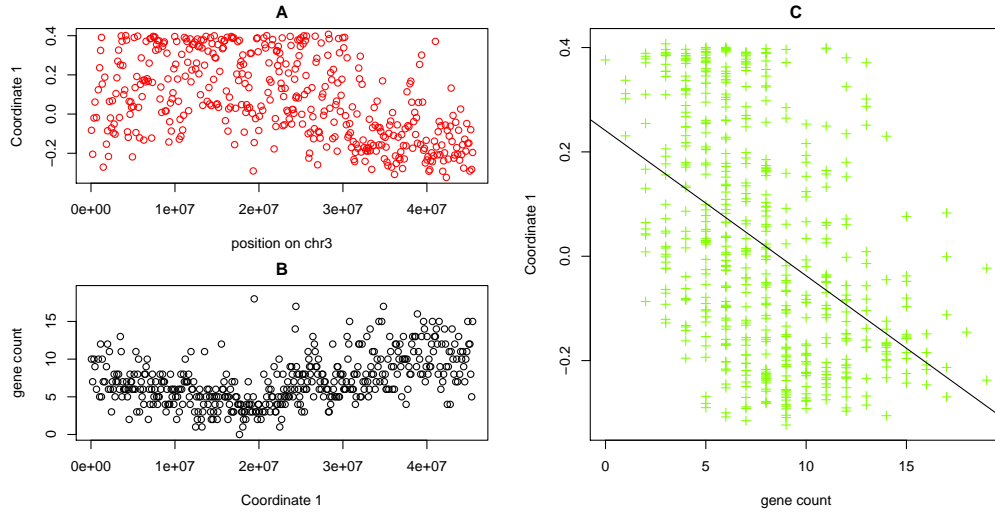 A
Coordinate 1
0.4
0.2
0.0
−0.2
0e+00 1e+07 2e+07 3e+07 4e+07
position on chr3
B
gene count
15
10
5
0
0e+00 1e+07 2e+07 3e+07 4e+07
Coordinate 1
C
Coordinate 1
0.4
0.2
0.0
−0.2
0 5 10 15
gene count